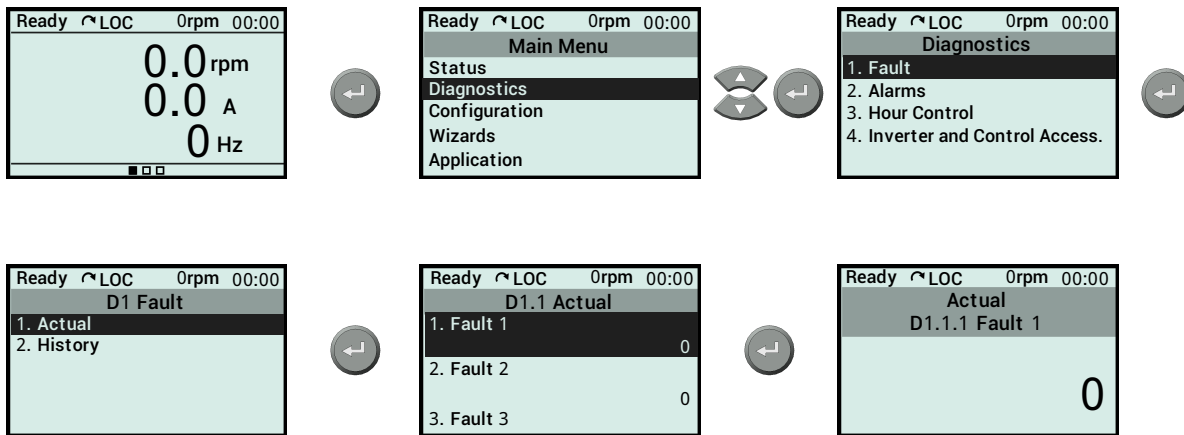 Ready LOC 0rpm 00:00
0.0 rpm
0.0 A
0 Hz
Ready LOC 0rpm 00:00
Main Menu
Status
Diagnostics
Configuration
Wizards
Application
Ready LOC 0rpm 00:00
Diagnostics
1. Fault
2. Alarms
3. Hour Control
4. Inverter and Control Access.
Ready LOC 0rpm 00:00
D1 Fault
1. Actual
2. History
Ready LOC 0rpm 00:00
D1.1 Actual
1. Fault 1
0
2. Fault 2
0
3. Fault 3
Ready LOC 0rpm 00:00
Actual
D1.1.1 Fault 1
0